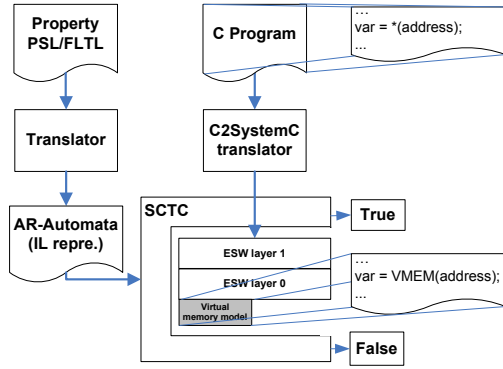 Property
PSL/FLTL
C Program
...
var = *(address);
...
Translator
C2SystemC
translator
AR-Automata
(IL repre.)
SCTC
True
ESW layer 1
ESW layer 0
Virtual
memory model
...
var = VMEM(address);
...
False